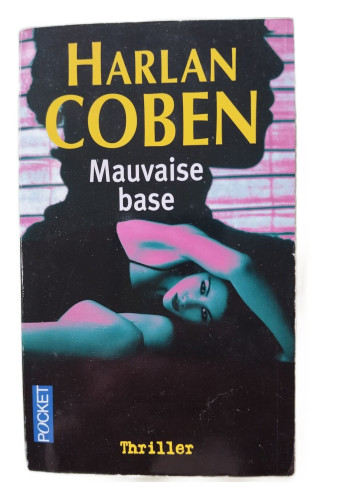 HARLAN
COBEN
Mauvaise
base
POCKET
Thriller